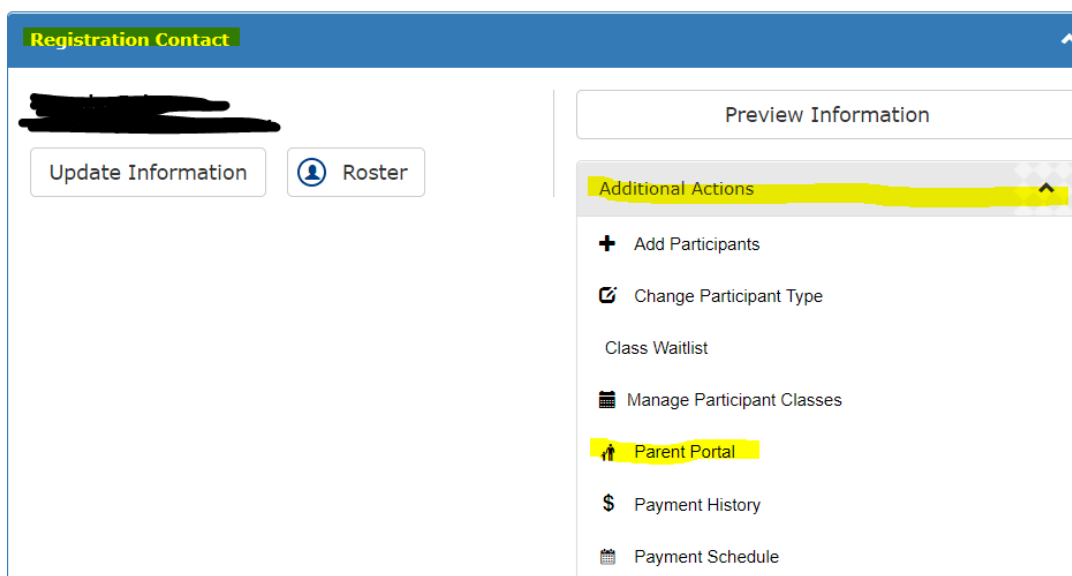 Registration Contact
Update Information
Roster
Preview Information
Additional Actions
Add Participants
Change Participant Type
Class Waitlist
Manage Participant Classes
Parent Portal
$ Payment History
Payment Schedule